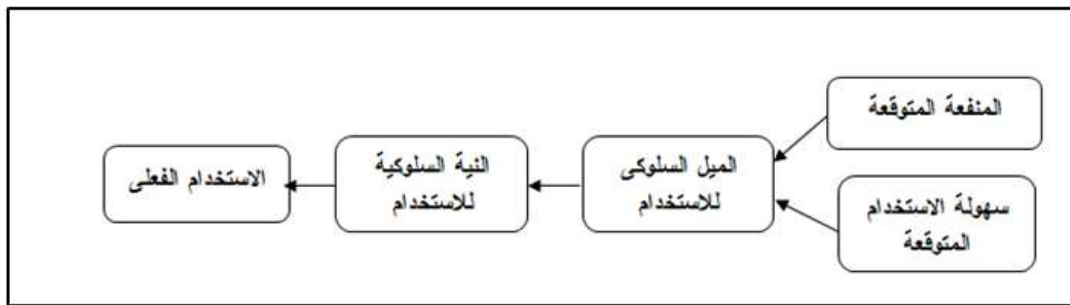 المنفعة المتوقعة
سهولة الاستخدام
المتوقعة
الميل السلوكى
للاستخدام
النية السلوكية
للاستخدام
الاستخدام الفعلى